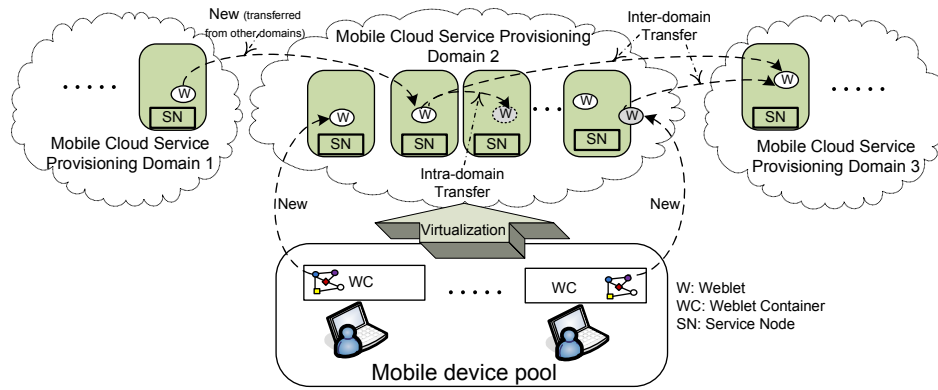 New (transferred
from other domains)
Mobile Cloud Service Provisioning
Domain 2
Inter-domain
Transfer
W
SN
Mobile Cloud Service
Provisioning Domain 1
W
SN
W
SN
W
SN
W
SN
W
W
SN
Mobile Cloud Service
Provisioning Domain 3
Intra-domain
Transfer
New
New
Virtualization
WC
WC
Mobile device pool
W: Weblet
WC: Weblet Container
SN: Service Node